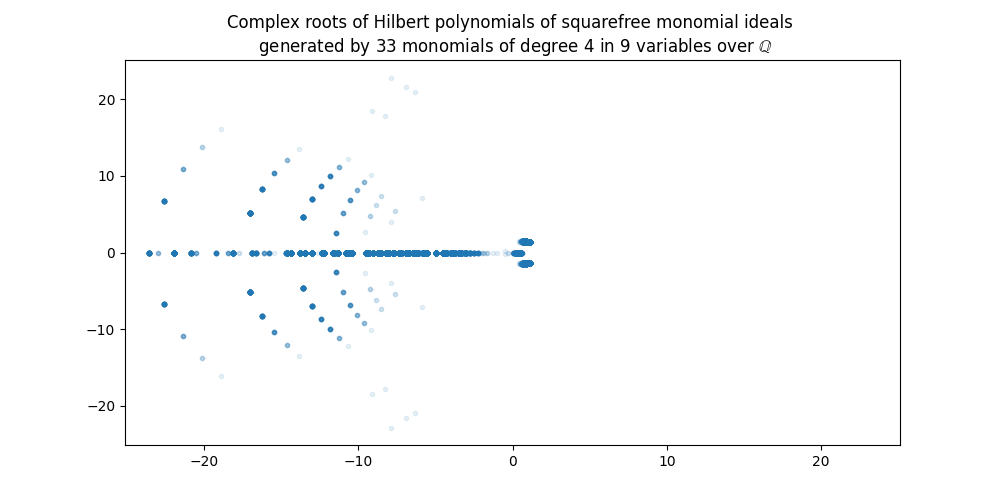 Complex roots of Hilbert polynomials of squarefree monomial ideals
generated by 33 monomials of degree 4 in 9 variables over ℚ
20
10
0
−10
−20
−20 −10 0 10 20